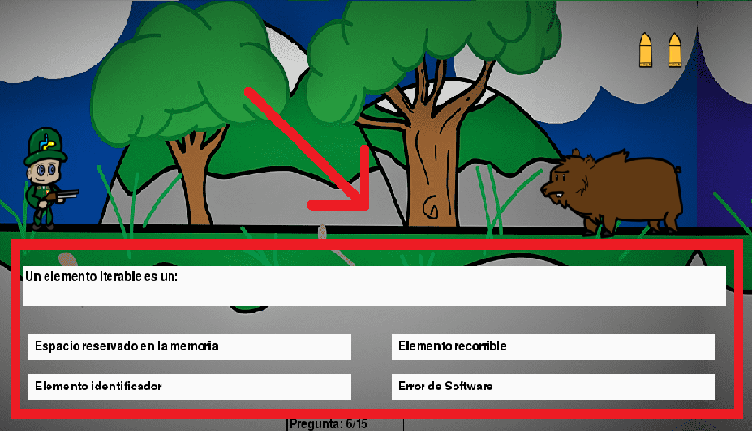 Un elemento iterable es un:
Espacio reservado en la memoria
Elemento recorrible
Elemento identificador
Error de Software
Pregunta: 6/15